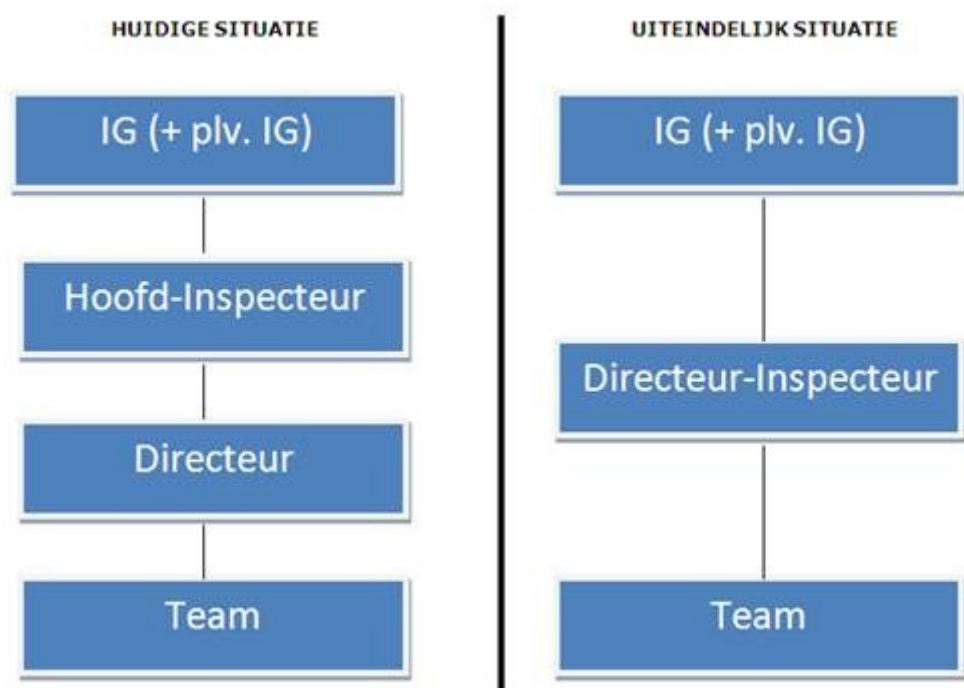 HUIDIGE SITUATIE
IG (+ plv. IG)
Hoofd-Inspecteur
Directeur
Team
UITEINDELIJK SITUATIE
IG (+ plv. IG)
Directeur-Inspecteur
Team